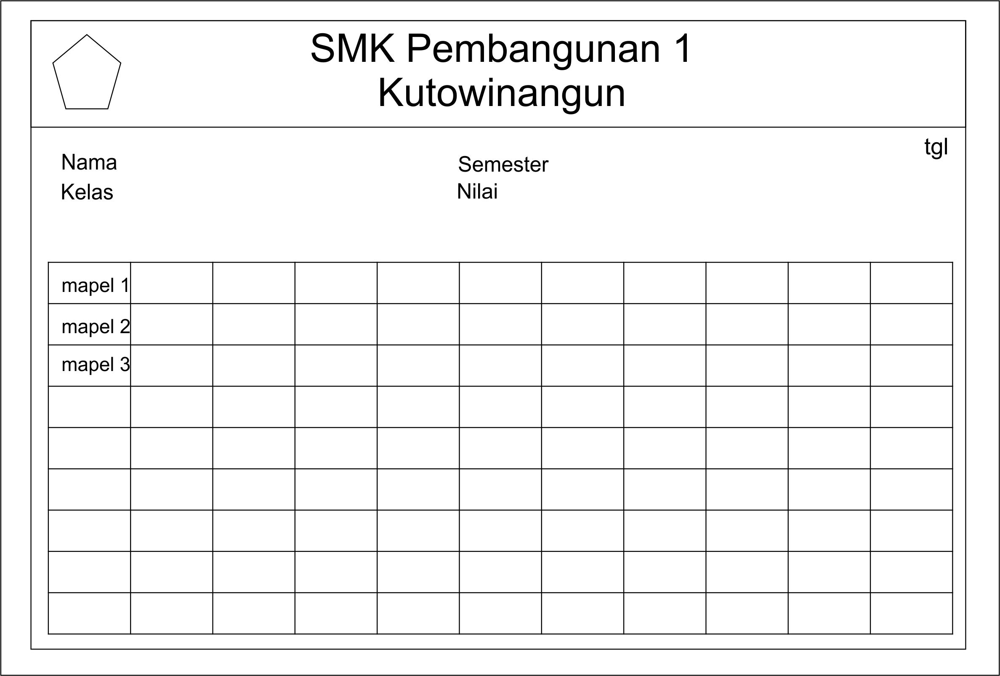 SMK Pembangunan 1
Kutowinangun
tgl
Nama
Semester
Kelas
Nilai
mapel 1
mapel 2
mapel 3